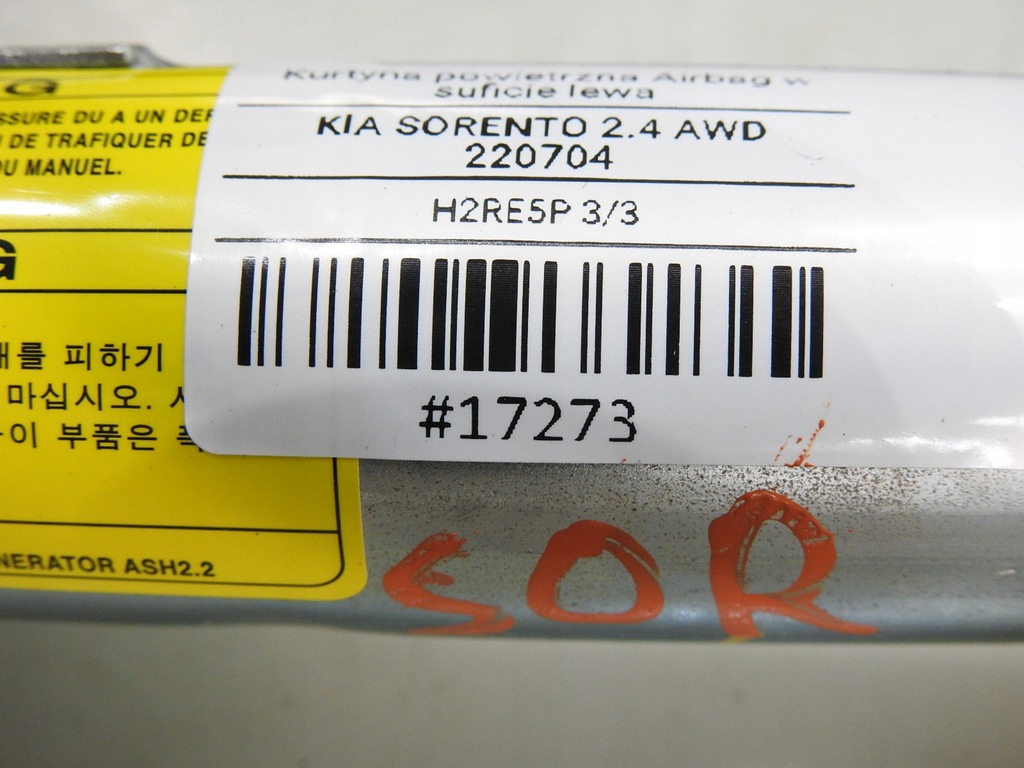 G
SSURE DU A UN DEF
DE TRAFIQUER DE
DU MANUEL.
G
를 피하기
마십시오.
이 부품은
NERATOR ASH2.2
Kurtyna powietrzna Airbag w
suficie lewa
KIA SORENTO 2.4 AWD
220704
H2RE5P 3/3
#17273
SOR